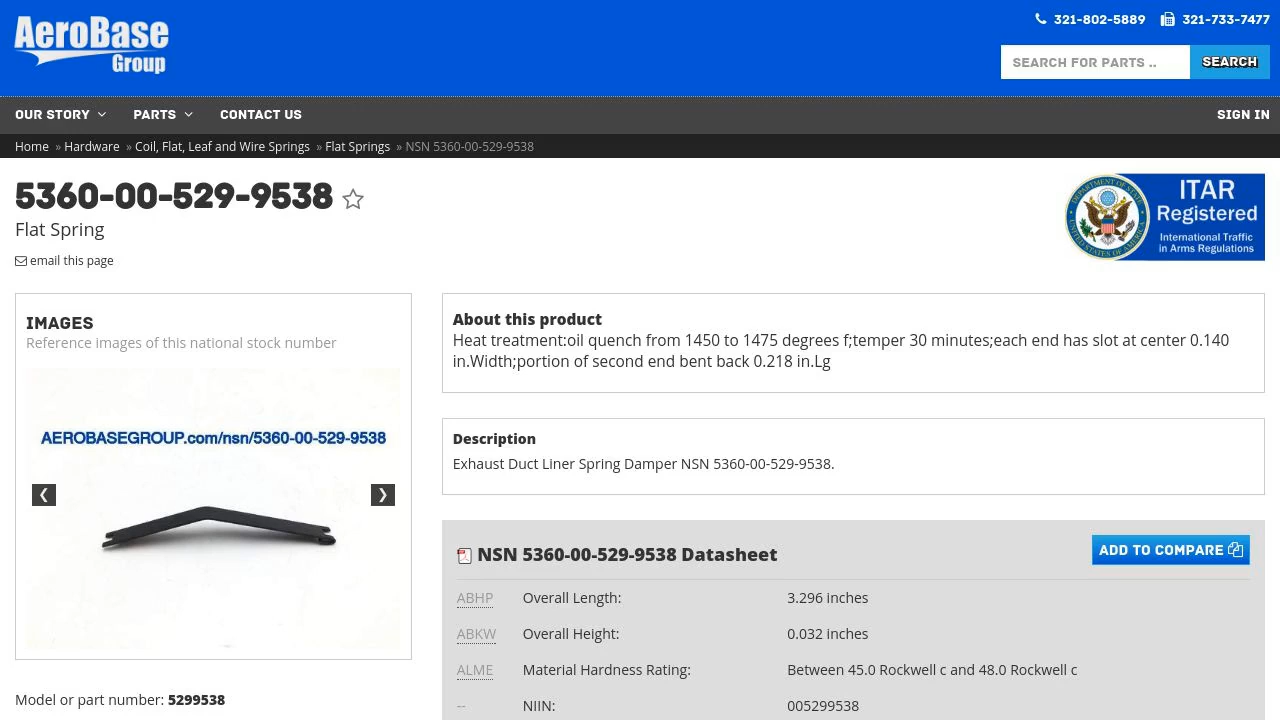 AeroBase
Group
321-802-5889 321-733-7477
SEARCH FOR PARTS .. SEARCH
OUR STORY PARTS CONTACT US SIGN IN
Home » Hardware » Coil, Flat, Leaf and Wire Springs » Flat Springs » NSN 5360-00-529-9538
5360-00-529-9538
Flat Spring
email this page
ITAR
Registered
International Traffic
in Arms Regulations
DEPARTMENT OF STATE
UNITED STATES OF AMERICA
IMAGES
Reference images of this national stock number
AEROBASEGROUP.com/nsn/5360-00-529-9538
❮ ❯
Model or part number: 5299538
About this product
Heat treatment:oil quench from 1450 to 1475 degrees f;temper 30 minutes;each end has slot at center 0.140
in.Width;portion of second end bent back 0.218 in.Lg
Description
Exhaust Duct Liner Spring Damper NSN 5360-00-529-9538.
NSN 5360-00-529-9538 Datasheet
ADD TO COMPARE
ABHP Overall Length: 3.296 inches
ABKW Overall Height: 0.032 inches
ALME Material Hardness Rating: Between 45.0 Rockwell c and 48.0 Rockwell c
-- NIIN: 005299538